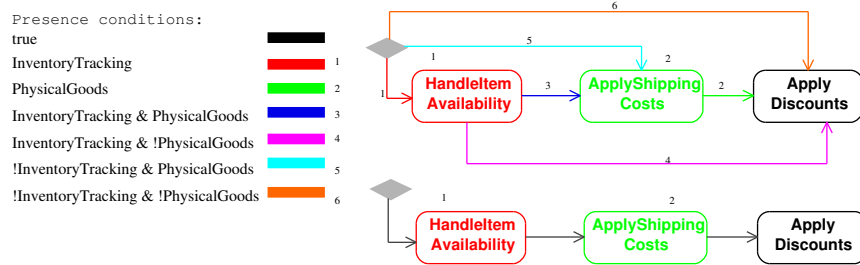 Presence conditions:
true
InventoryTracking 1
PhysicalGoods 2
InventoryTracking & PhysicalGoods 3
InventoryTracking & !PhysicalGoods 4
!InventoryTracking & PhysicalGoods 5
!InventoryTracking & !PhysicalGoods 6
6
5
1
2
1
HandleItem
Availability
3
ApplyShipping
Costs
2
Apply
Discounts
4
1
2
HandleItem
Availability
ApplyShipping
Costs
Apply
Discounts